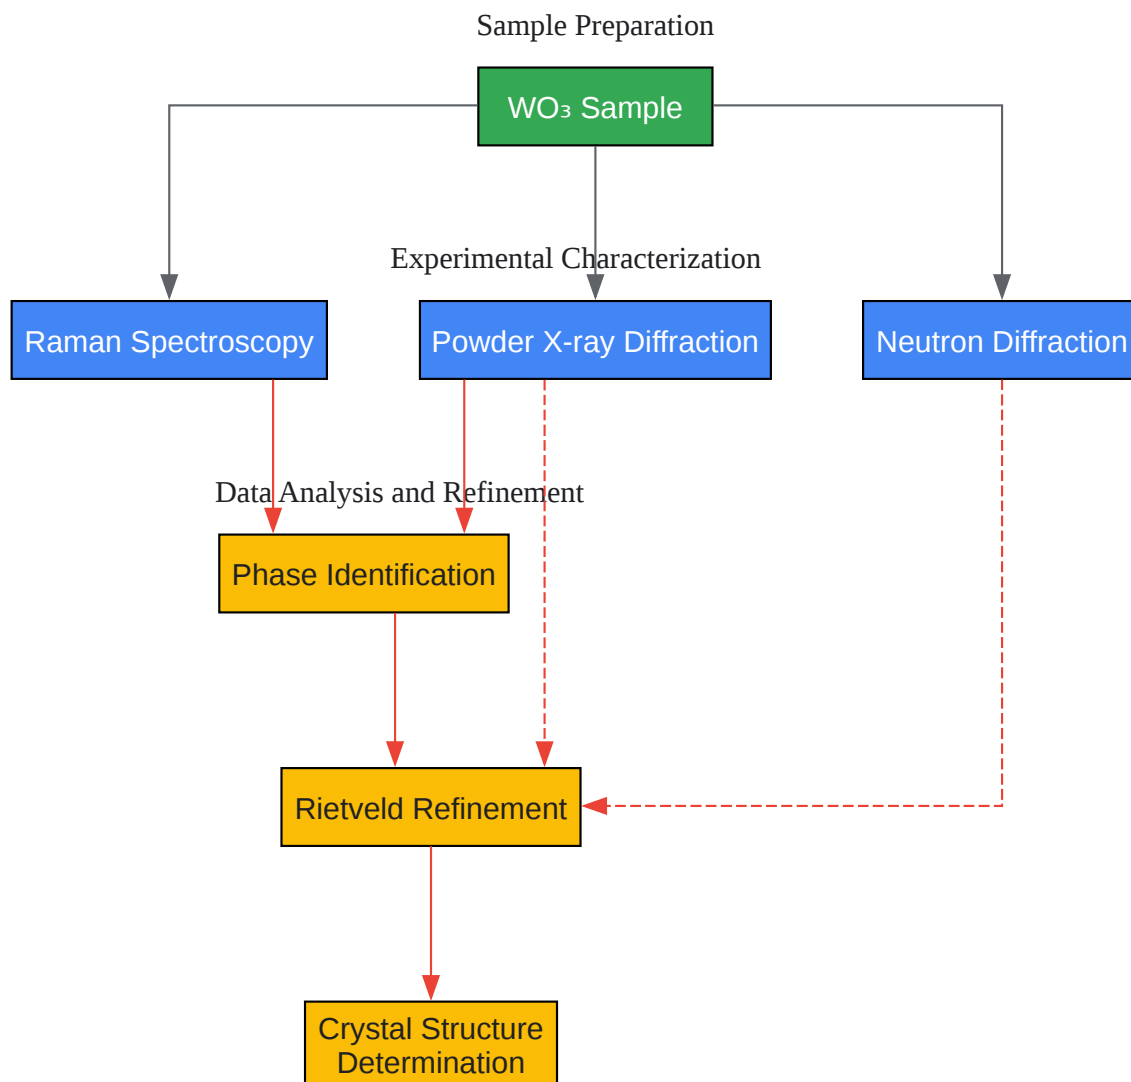 Sample Preparation
WO₃ Sample
Experimental Characterization
Raman Spectroscopy
Powder X-ray Diffraction
Neutron Diffraction
Data Analysis and Refinement
Phase Identification
Rietveld Refinement
Crystal Structure
Determination